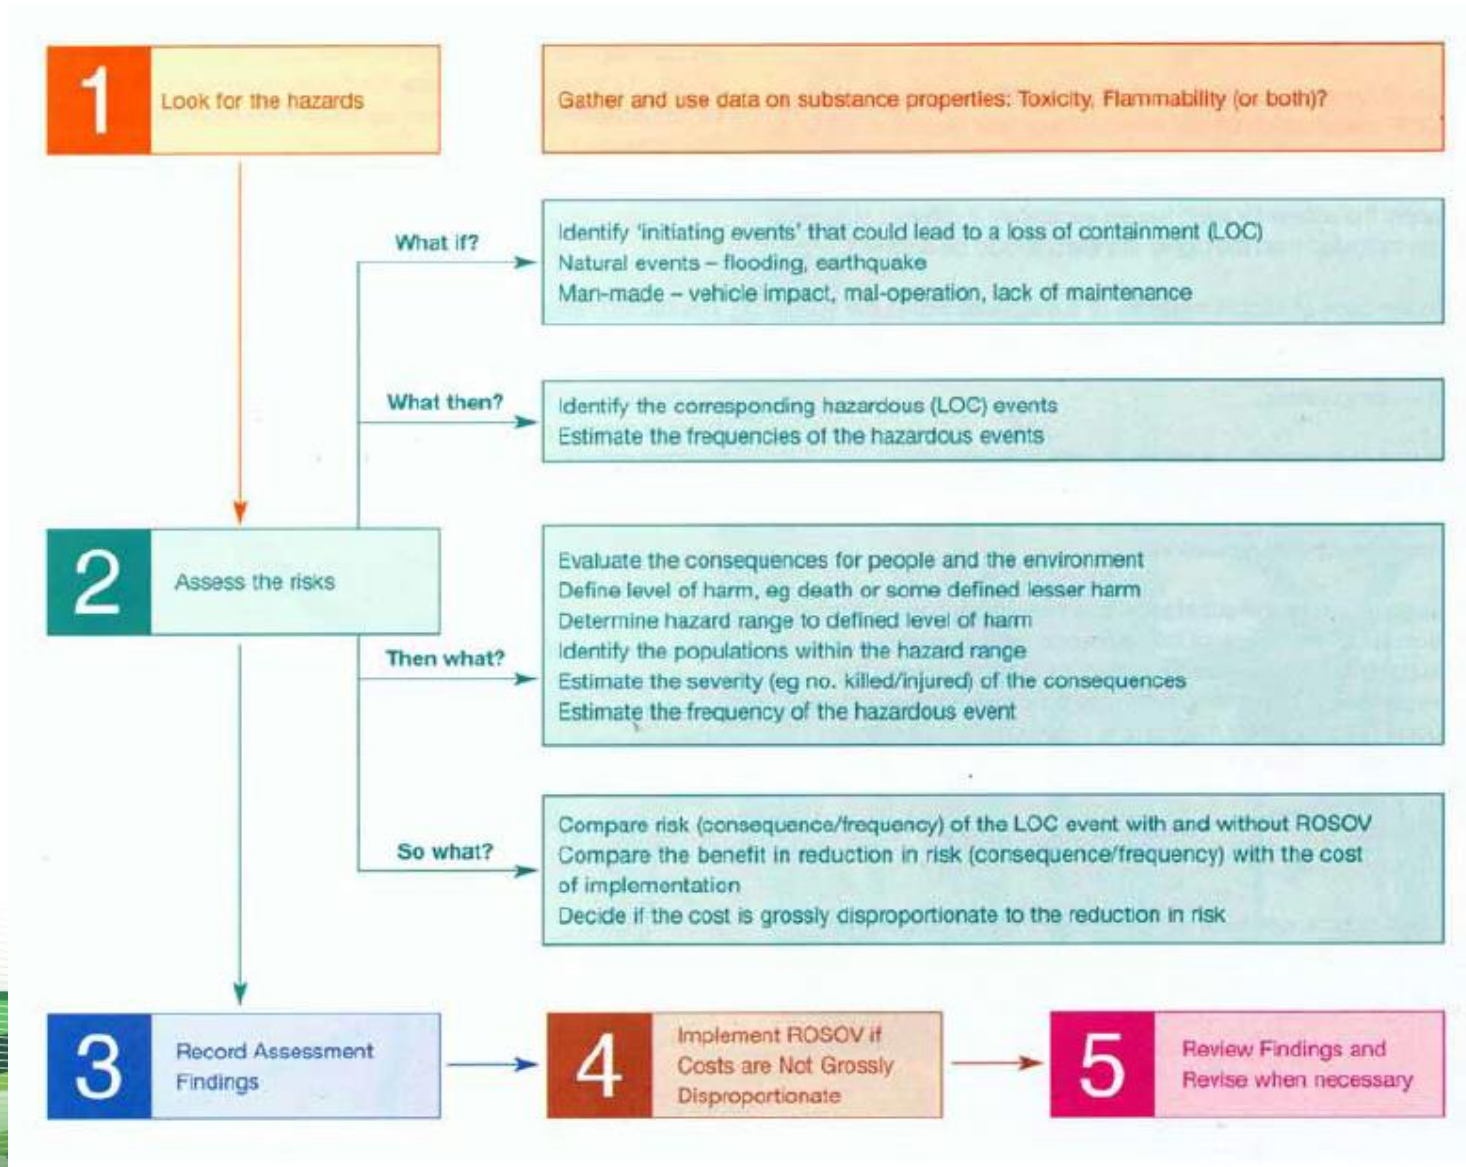 1
Look for the hazards
Gather and use data on substance properties: Toxicity, Flammability (or both)?
What if?
Identify ‘initiating events’ that could lead to a loss of containment (LOC)
Natural events – flooding, earthquake
Man-made – vehicle impact, mal-operation, lack of maintenance
What then?
Identify the corresponding hazardous (LOC) events
Estimate the frequencies of the hazardous events
2
Assess the risks
Then what?
Evaluate the consequences for people and the environment
Define level of harm, eg death or some defined lesser harm
Determine hazard range to defined level of harm
Identify the populations within the hazard range
Estimate the severity (eg no. killed/injured) of the consequences
Estimate the frequency of the hazardous event
So what?
Compare risk (consequence/frequency) of the LOC event with and without ROSOV
Compare the benefit in reduction in risk (consequence/frequency) with the cost
of implementation
Decide if the cost is grossly disproportionate to the reduction in risk
3
Record Assessment
Findings
4
Implement ROSOV if
Costs are Not Grossly
Disproportionate
5
Review Findings and
Revise when necessary